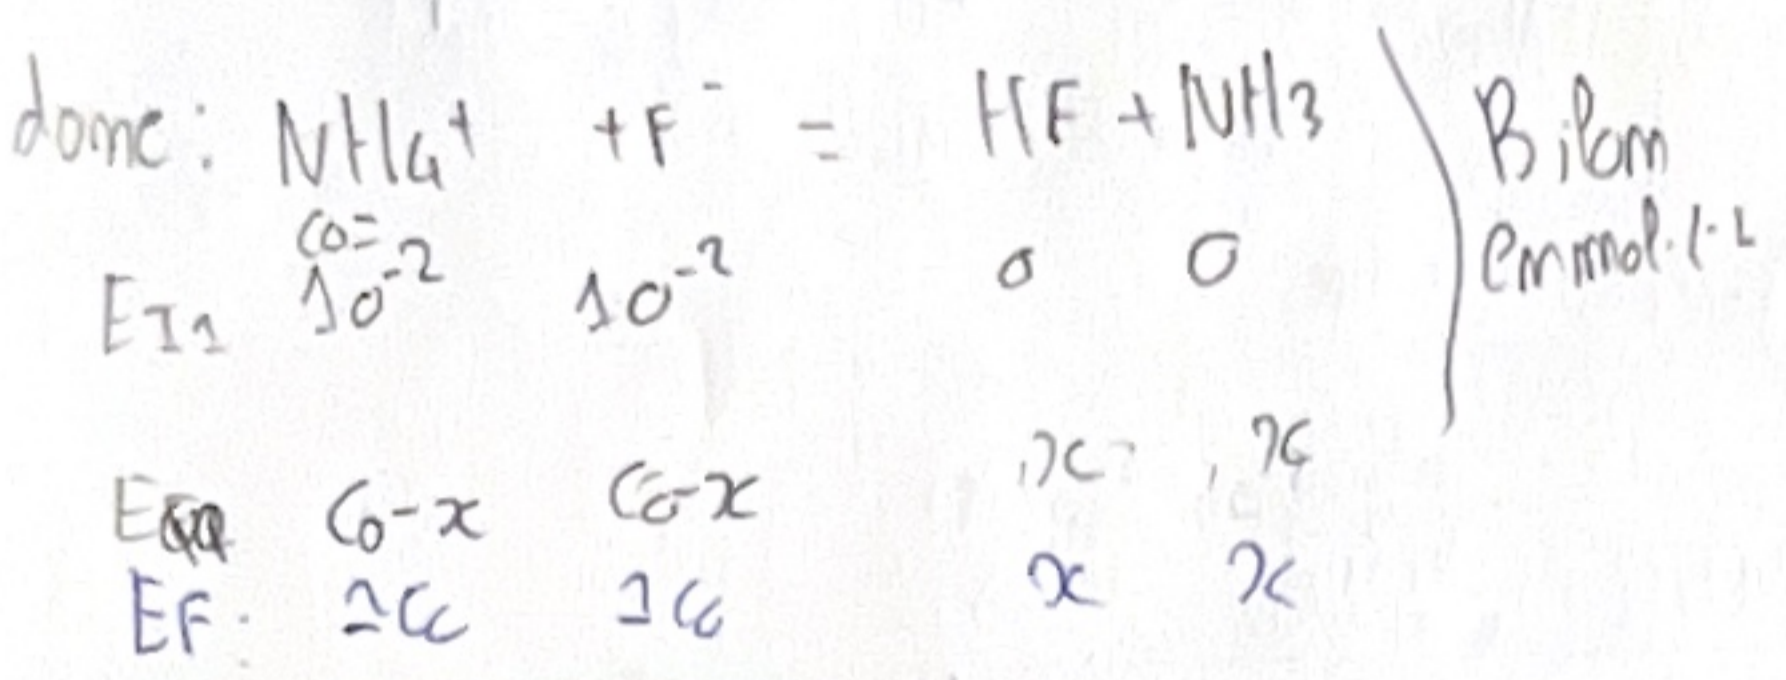 donc: NH4+ + F- = HF + NH3 Bilan
C0= en mol.L-1
EI1 10-2 10-2 0 0
x x
EEQ C0-x C0-x
EF. ≃C0 ≃C0 x x